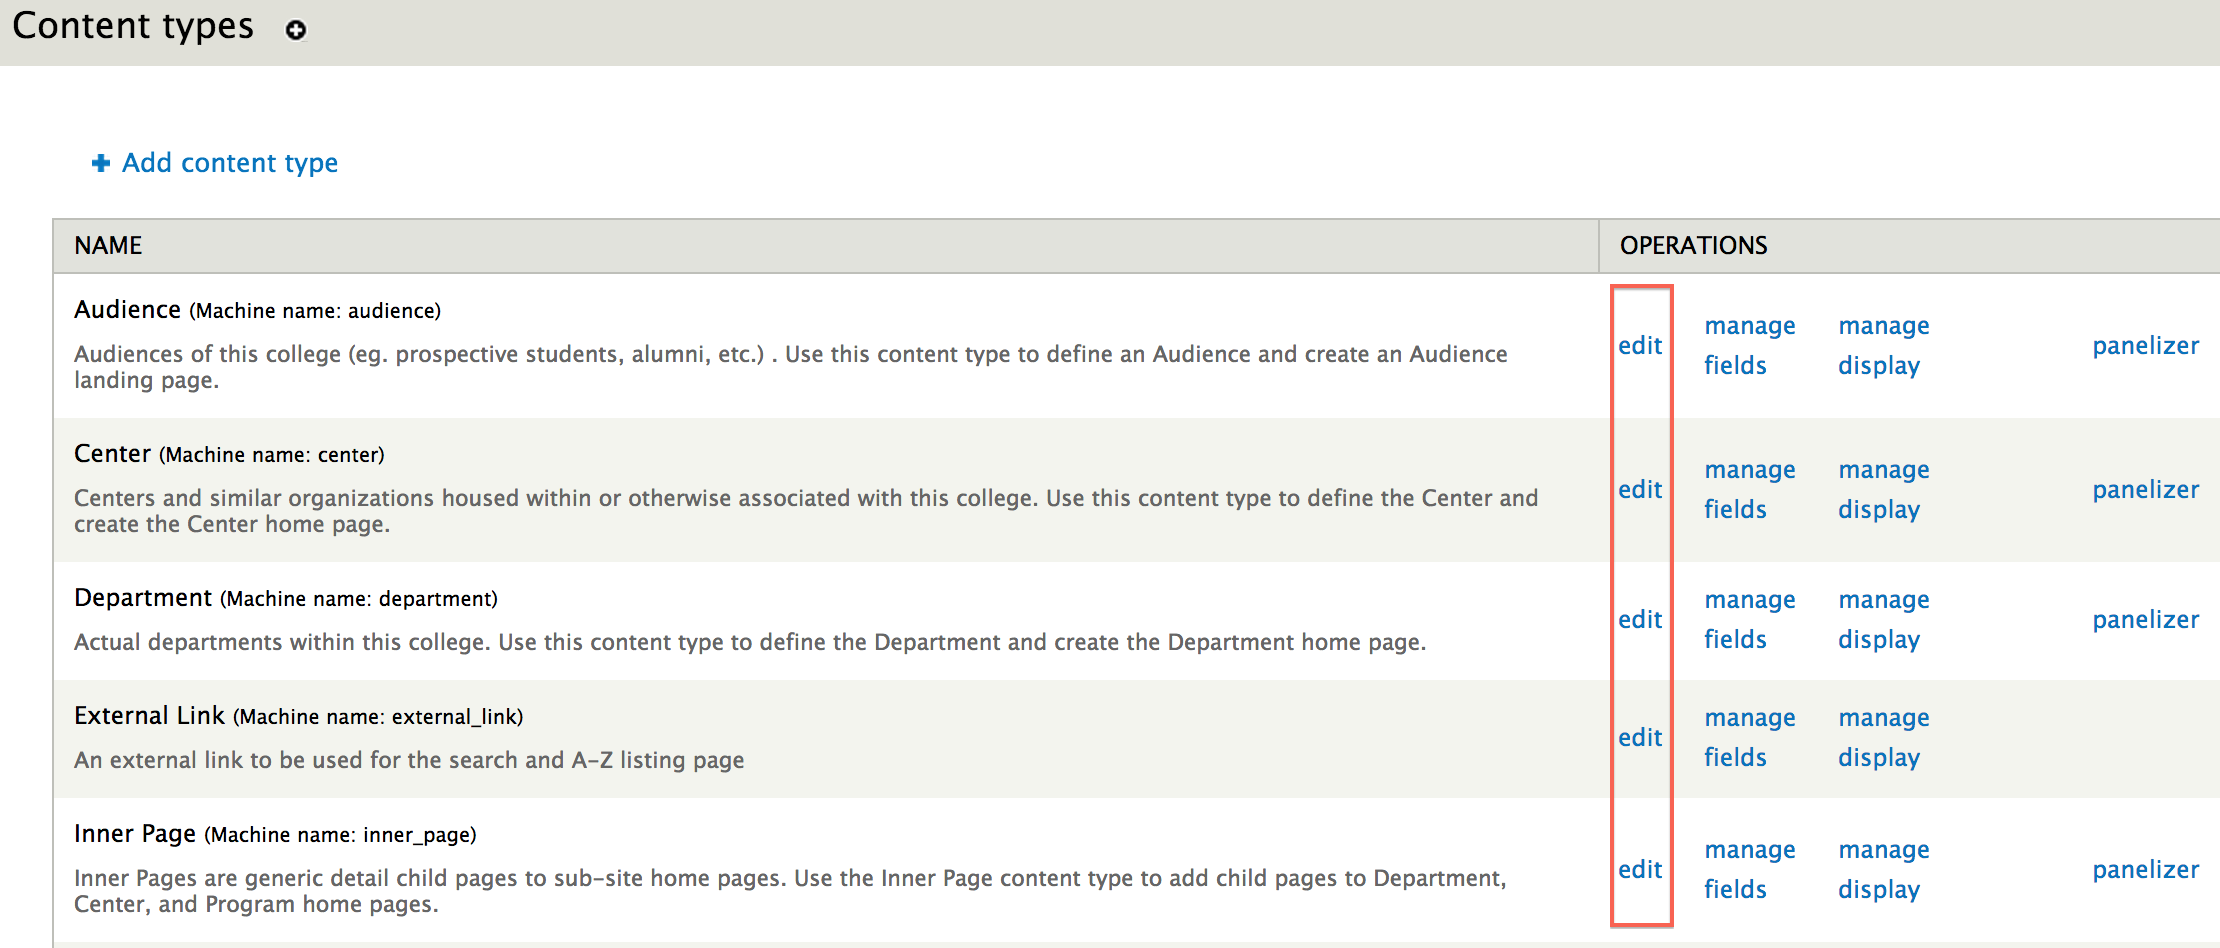 Content types
Add content type
NAME OPERATIONS
Audience (Machine name: audience)
Audiences of this college (eg. prospective students, alumni, etc.) . Use this content type to define an Audience and create an Audience
landing page.
edit manage fields manage display panelizer
Center (Machine name: center)
Centers and similar organizations housed within or otherwise associated with this college. Use this content type to define the Center and
create the Center home page.
edit manage fields manage display panelizer
Department (Machine name: department)
Actual departments within this college. Use this content type to define the Department and create the Department home page.
edit manage fields manage display panelizer
External Link (Machine name: external_link)
An external link to be used for the search and A-Z listing page
edit manage fields manage display
Inner Page (Machine name: inner_page)
Inner Pages are generic detail child pages to sub-site home pages. Use the Inner Page content type to add child pages to Department,
Center, and Program home pages.
edit manage fields manage display panelizer